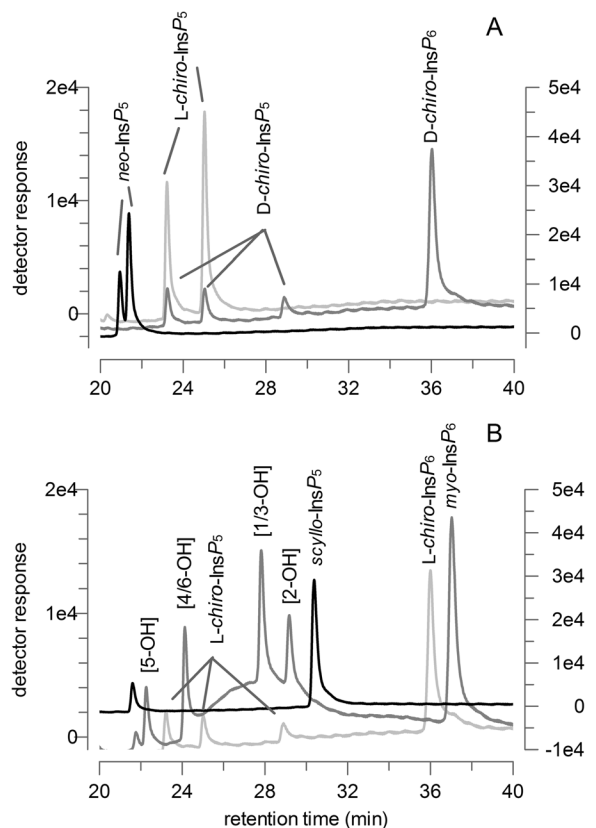 A
neo-InsP5
L-chiro-InsP5
D-chiro-InsP5
D-chiro-InsP6
detector response
2e4
1e4
0
5e4
4e4
3e4
2e4
1e4
0
20 24 28 32 36 40
B
[5-OH]
[4/6-OH]
L-chiro-InsP5
[1/3-OH]
[2-OH]
scyllo-InsP5
L-chiro-InsP6
myo-InsP6
detector response
2e4
1e4
0
5e4
4e4
3e4
2e4
1e4
0
-1e4
20 24 28 32 36 40
retention time (min)